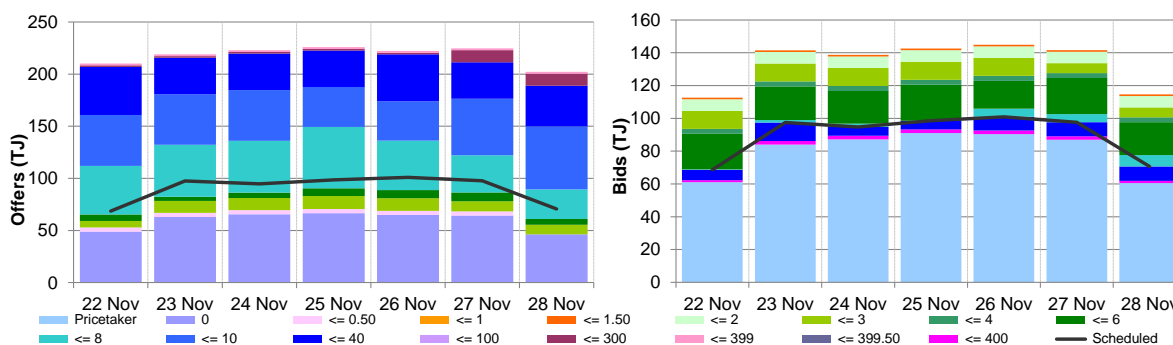 250
200
150
100
50
0
Offers (TJ)
22 Nov 23 Nov 24 Nov 25 Nov 26 Nov 27 Nov 28 Nov
160
140
120
100
80
60
40
20
0
Bids (TJ)
22 Nov 23 Nov 24 Nov 25 Nov 26 Nov 27 Nov 28 Nov
Pricetaker 0 <= 0.50 <= 1 <= 1.50 <= 2 <= 3 <= 4 <= 6
<= 8 <= 10 <= 40 <= 100 <= 300 <= 399 <= 399.50 <= 400 Scheduled